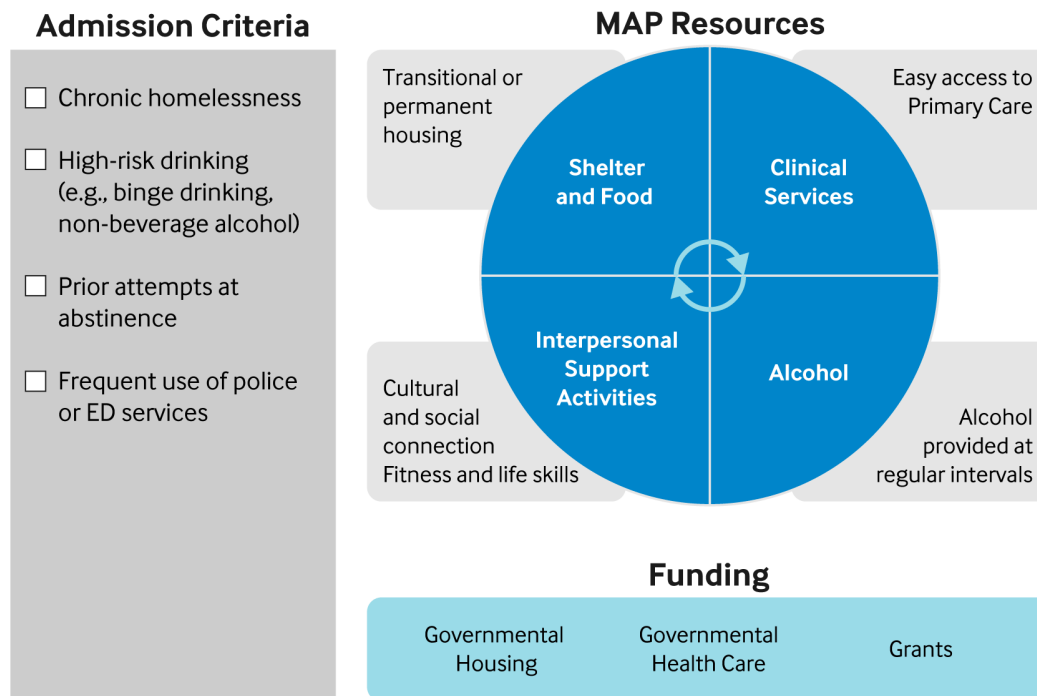 Admission Criteria
Chronic homelessness
High-risk drinking
(e.g., binge drinking,
non-beverage alcohol)
Prior attempts at
abstinence
Frequent use of police
or ED services
MAP Resources
Transitional or
permanent
housing
Easy access to
Primary Care
Shelter
and Food
Clinical
Services
Interpersonal
Support
Activities
Alcohol
Cultural
and social
connection
Fitness and life skills
Alcohol
provided at
regular intervals
Funding
Governmental
Housing
Governmental
Health Care
Grants